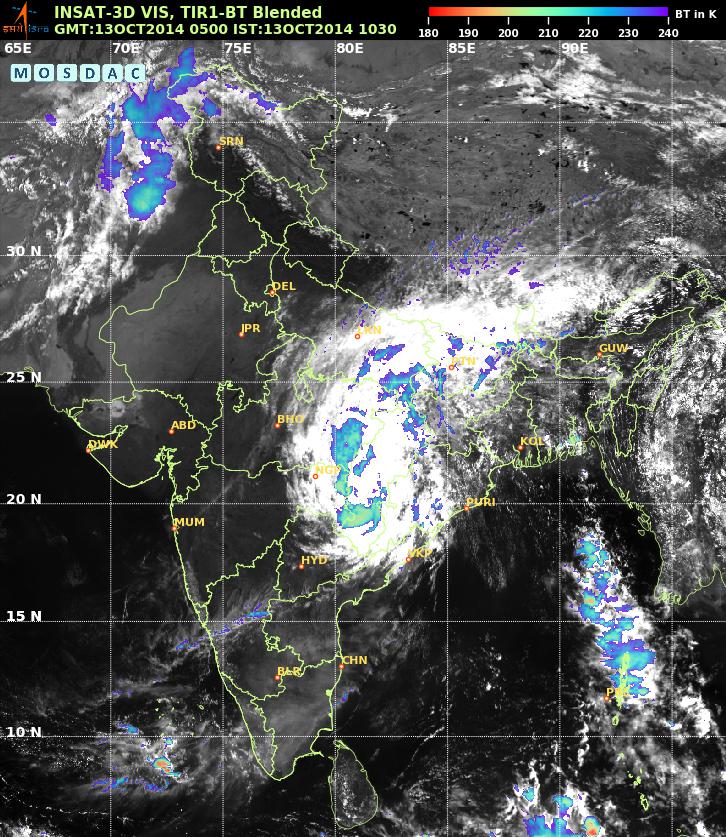 INSAT-3D VIS, TIR1-BT Blended
GMT:13OCT2014 0500 IST:13OCT2014 1030
BT in K
180 190 200 210 220 230 240
65E 70E 75E 80E 85E 90E
MOSDAC
SRN
30 N
DEL
JPR
LKN
PTN
GUW
25 N
ABD
BHO
DWK
KOL
NGP
20 N
PURI
MUM
VKP
HYD
15 N
CHN
BLR
10 N